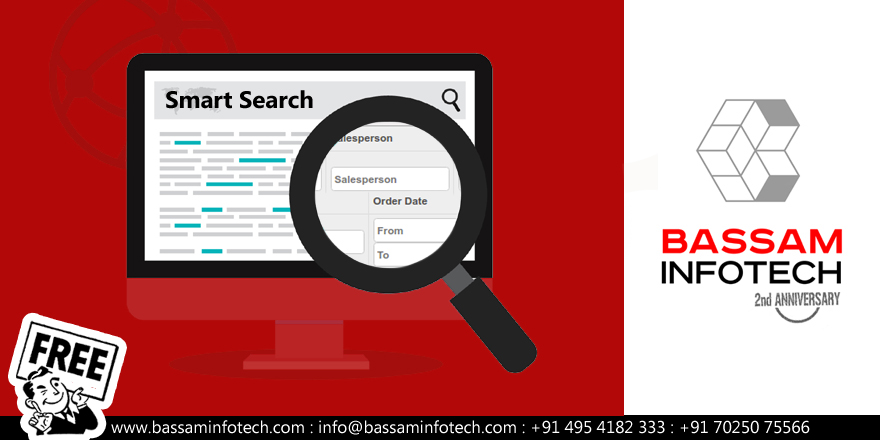 Smart Search
alesperson
Salesperson
Order Date
From
To
BASSAM
INFOTECH
2nd ANNIVERSARY
FREE
www.bassaminfotech.com : info@bassaminfotech.com : +91 495 4182 333 : +91 70250 75566